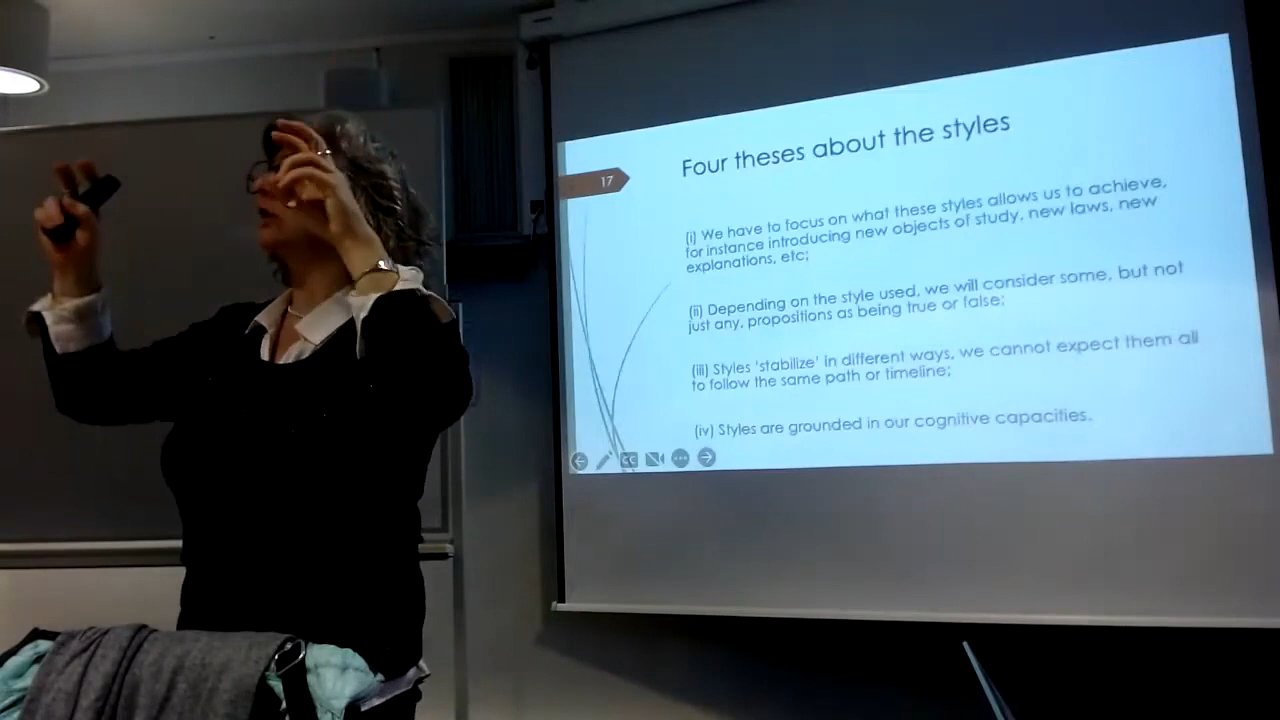 Four theses about the styles
17
(i) We have to focus on what these styles allows us to achieve,
for instance introducing new objects of study, new laws, new
explanations, etc;
(ii) Depending on the style used, we will consider some, but not
just any, propositions as being true or false;
(iii) Styles 'stabilize' in different ways, we cannot expect them all
to follow the same path or timeline;
(iv) Styles are grounded in our cognitive capacities.
CC